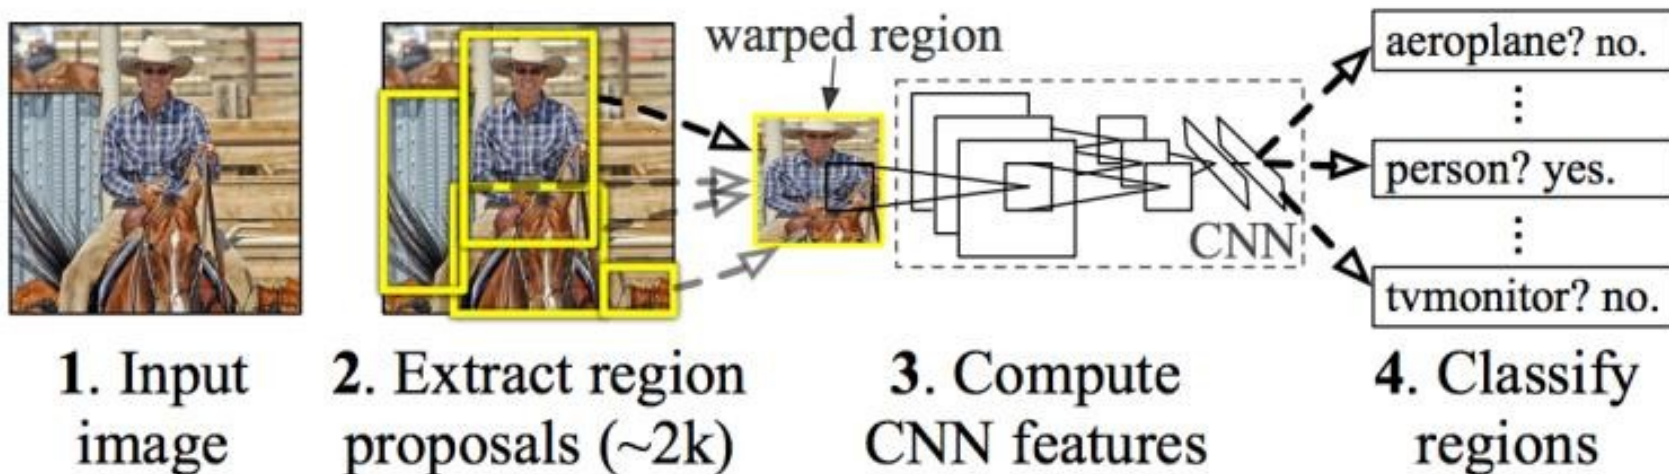 warped region
aeroplane? no.
person? yes.
CNN
tvmonitor? no.
1. Input
image
2. Extract region
proposals (~2k)
3. Compute
CNN features
4. Classify
regions